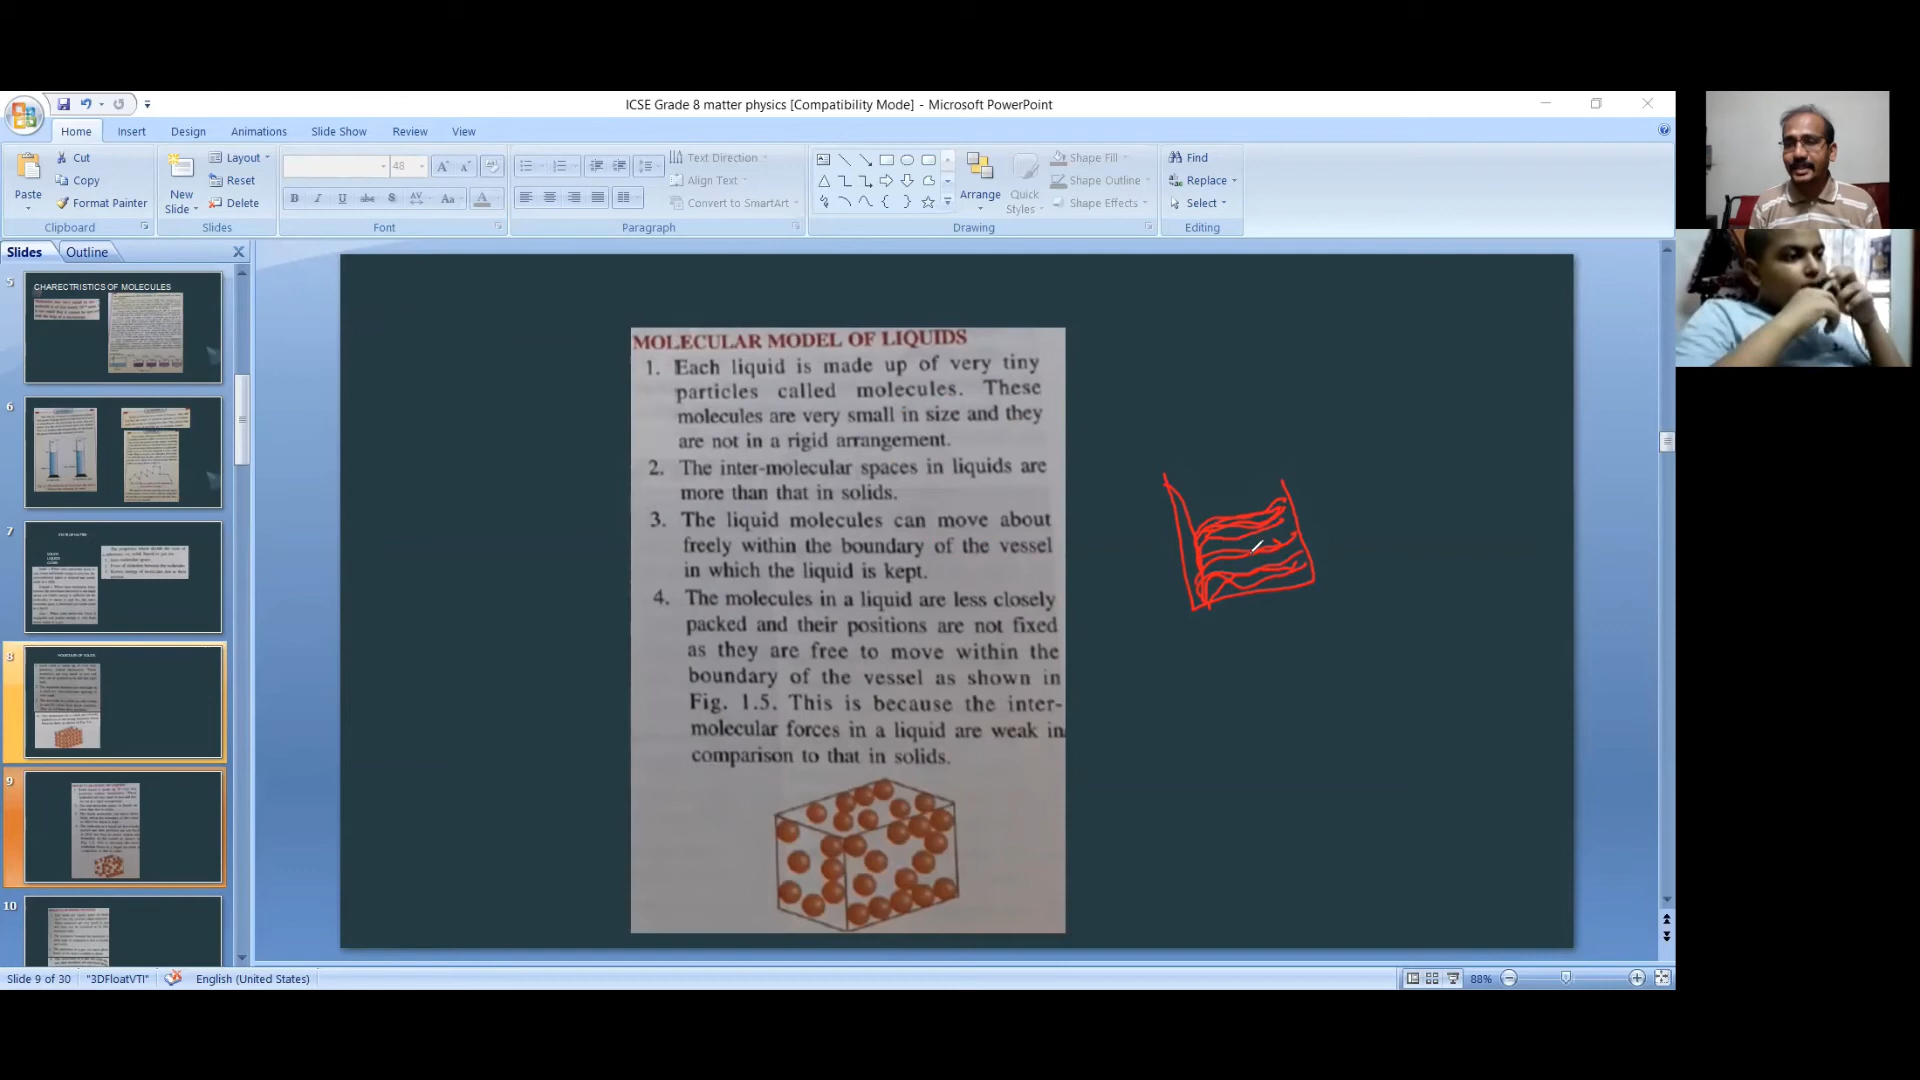 ICSE Grade 8 matter physics [Compatibility Mode] - Microsoft PowerPoint
Home Insert Design Animations Slide Show Review View
Paste
Cut
Copy
Format Painter
Clipboard
New
Slide
Layout
Reset
Delete
Slides
48
Font
Text Direction
Align Text
Convert to SmartArt
Paragraph
Arrange
Quick
Styles
Shape Fill
Shape Outline
Shape Effects
Drawing
Find
Replace
Select
Editing
Slides Outline
5
CHARECTRISTICS OF MOLECULES
6
7
8
9
10
MOLECULAR MODEL OF LIQUIDS
1. Each liquid is made up of very tiny
particles called molecules. These
molecules are very small in size and they
are not in a rigid arrangement.
2. The inter-molecular spaces in liquids are
more than that in solids.
3. The liquid molecules can move about
freely within the boundary of the vessel
in which the liquid is kept.
4. The molecules in a liquid are less closely
packed and their positions are not fixed
as they are free to move within the
boundary of the vessel as shown in
Fig. 1.5. This is because the inter-
molecular forces in a liquid are weak in
comparison to that in solids.
Slide 9 of 30 "3DFloatVTI" English (United States) 88%